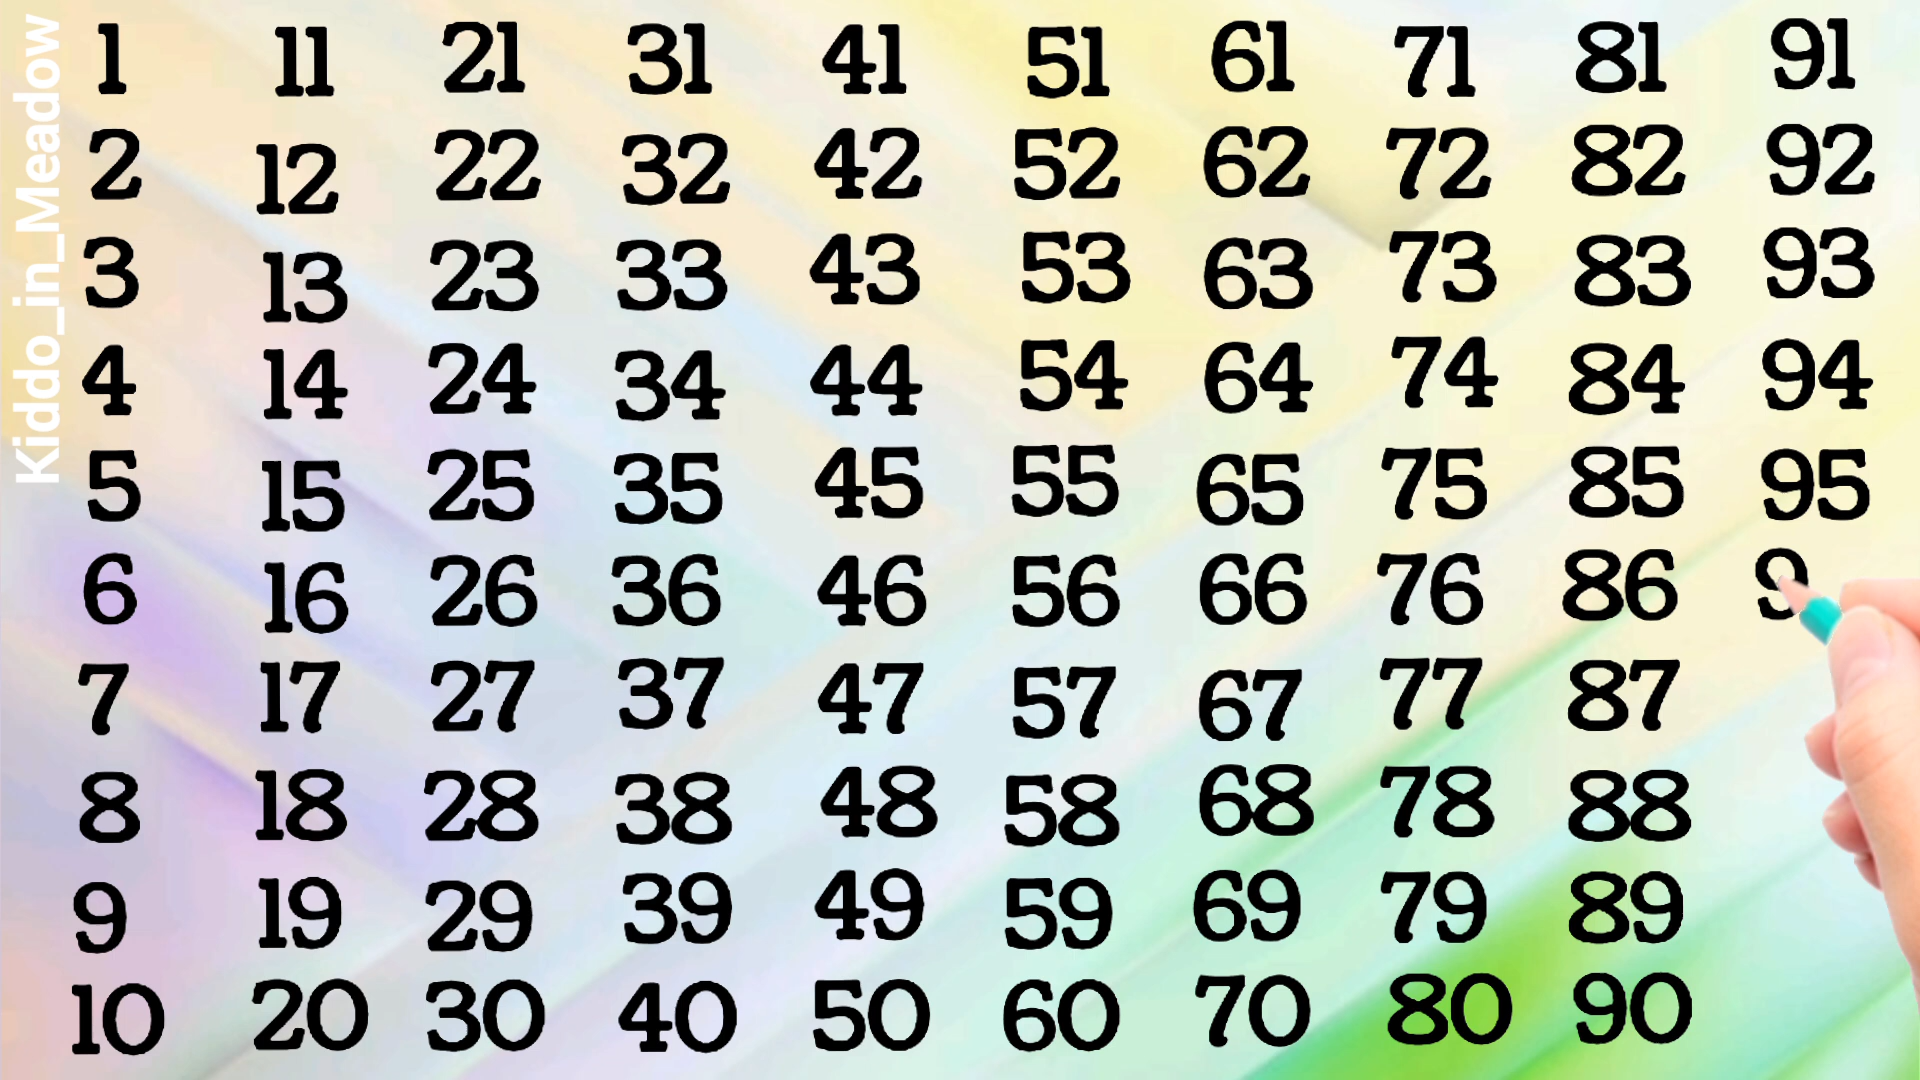 Kiddo_in_Meadow
1 11 21 31 41 51 61 71 81 91
2 12 22 32 42 52 62 72 82 92
3 13 23 33 43 53 63 73 83 93
4 14 24 34 44 54 64 74 84 94
5 15 25 35 45 55 65 75 85 95
6 16 26 36 46 56 66 76 86 9
7 17 27 37 47 57 67 77 87
8 18 28 38 48 58 68 78 88
9 19 29 39 49 59 69 79 89
10 20 30 40 50 60 70 80 90